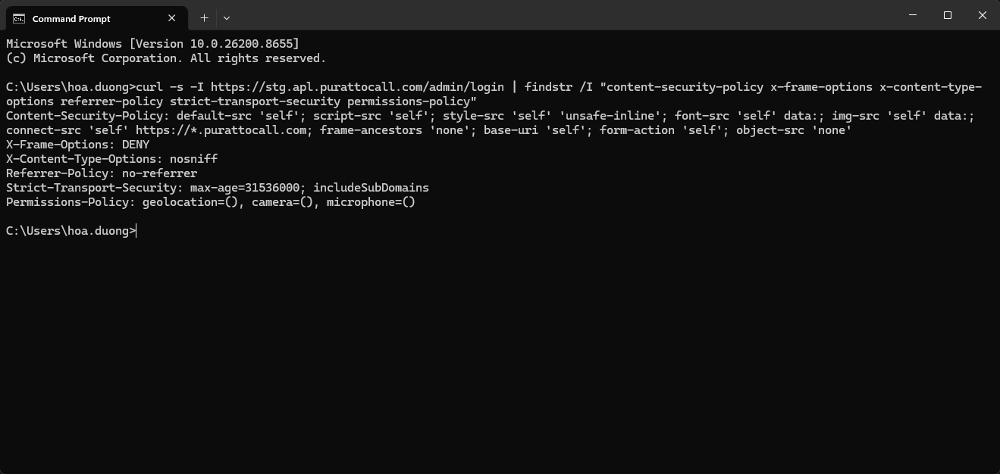 Command Prompt
Microsoft Windows [Version 10.0.26200.8655]
(c) Microsoft Corporation. All rights reserved.
C:\Users\hoa.duong>curl -s -I https://stg.apl.purattocall.com/admin/login | findstr /I "content-security-policy x-frame-options x-content-type-
options referrer-policy strict-transport-security permissions-policy"
Content-Security-Policy: default-src 'self'; script-src 'self'; style-src 'self' 'unsafe-inline'; font-src 'self' data:; img-src 'self' data:;
connect-src 'self' https://*.purattocall.com; frame-ancestors 'none'; base-uri 'self'; form-action 'self'; object-src 'none'
X-Frame-Options: DENY
X-Content-Type-Options: nosniff
Referrer-Policy: no-referrer
Strict-Transport-Security: max-age=31536000; includeSubDomains
Permissions-Policy: geolocation=(), camera=(), microphone=()
C:\Users\hoa.duong>